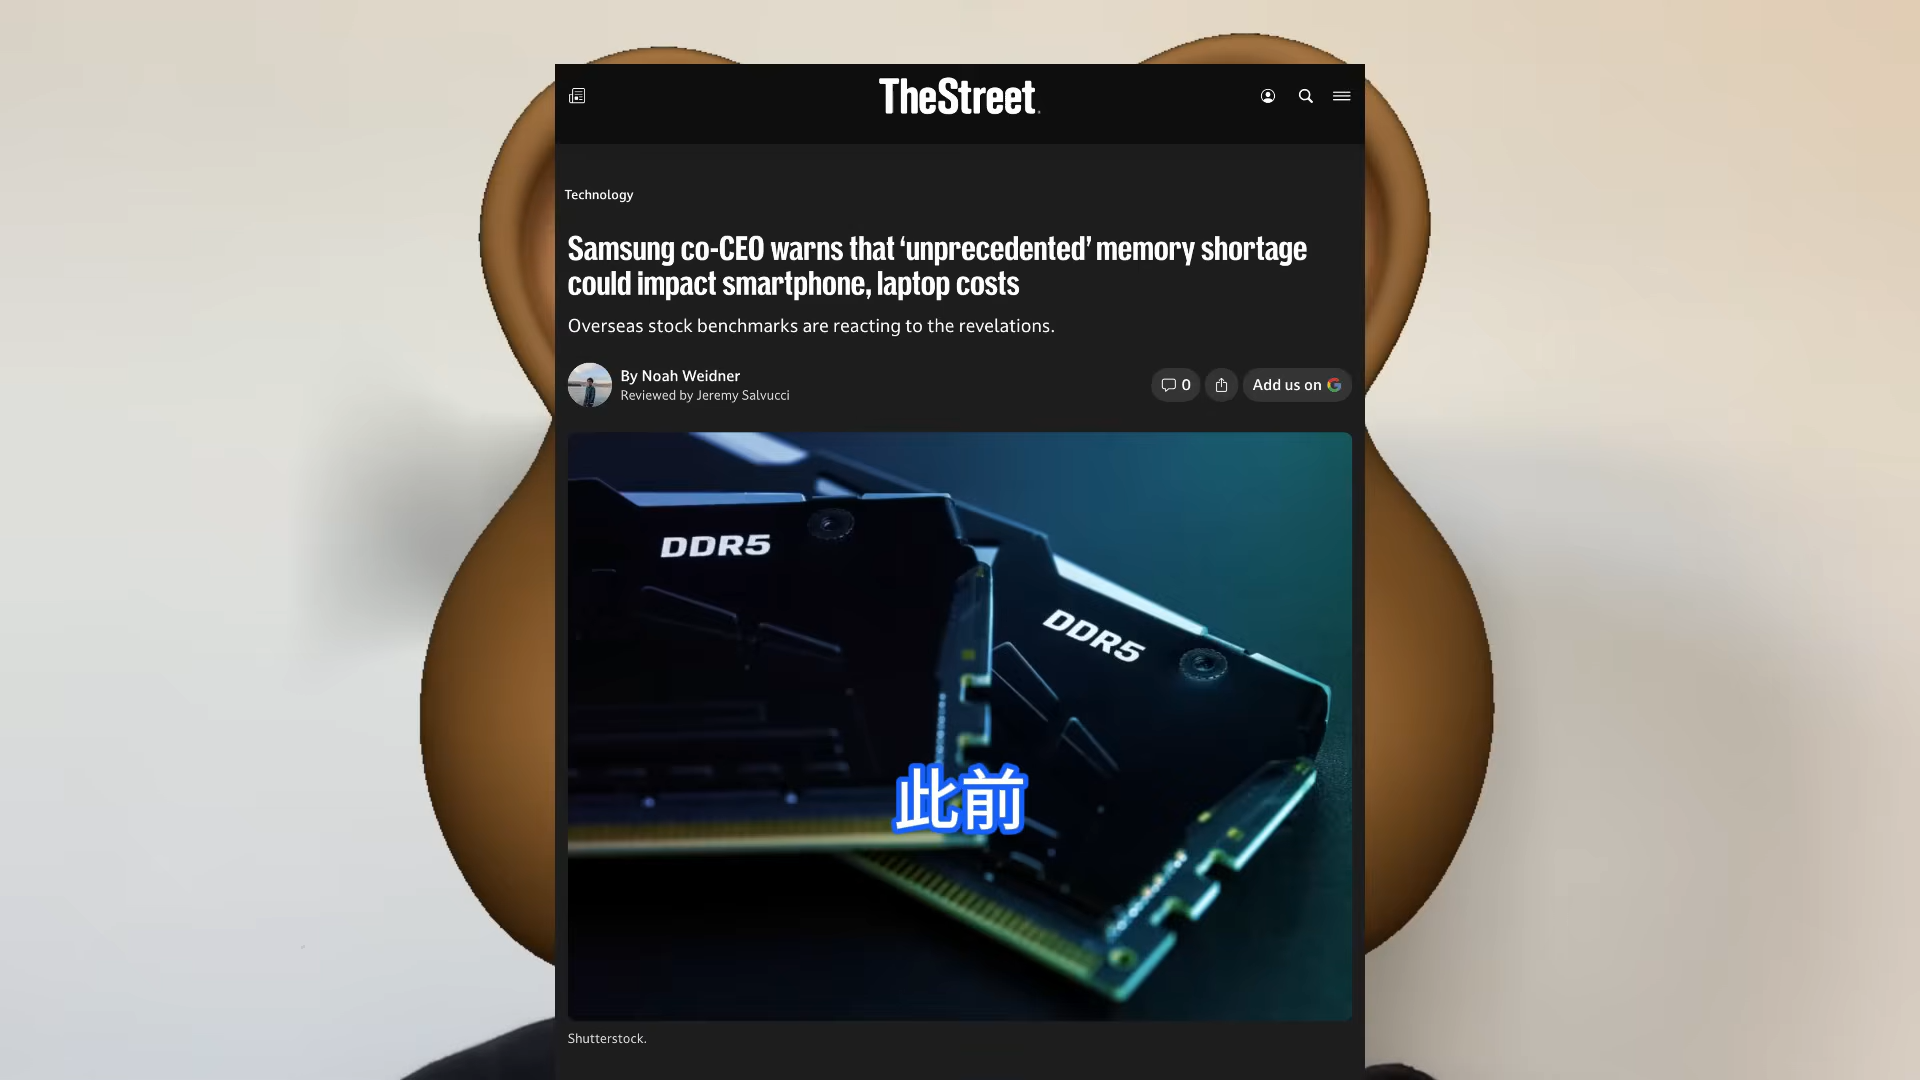 TheStreet
Technology
Samsung co-CEO warns that ‘unprecedented’ memory shortage
could impact smartphone, laptop costs
Overseas stock benchmarks are reacting to the revelations.
By Noah Weidner
Reviewed by Jeremy Salvucci
0
Add us on
DDR5
DDR5
此前
Shutterstock.